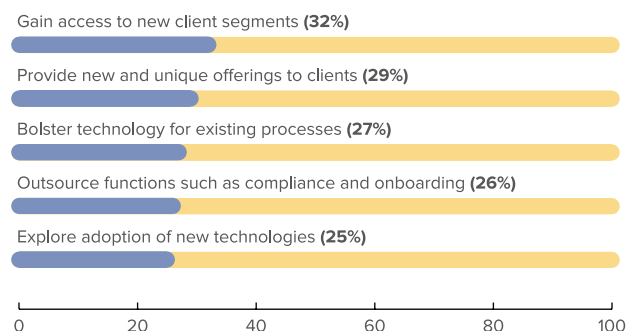 Gain access to new client segments (32%)
Provide new and unique offerings to clients (29%)
Bolster technology for existing processes (27%)
Outsource functions such as compliance and onboarding (26%)
Explore adoption of new technologies (25%)
0 20 40 60 80 100